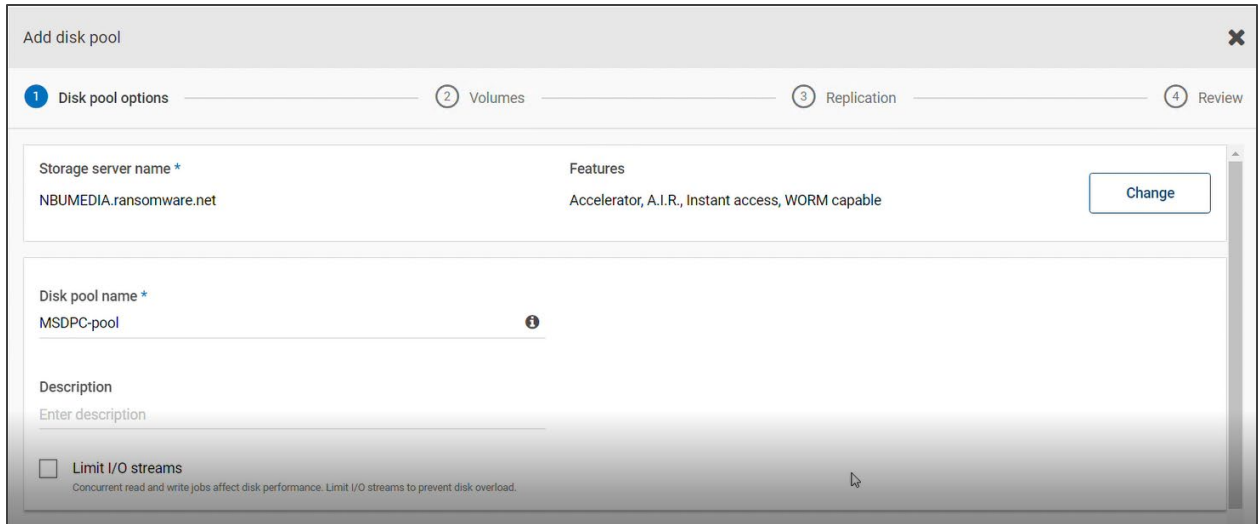 Add disk pool
1 Disk pool options 2 Volumes 3 Replication 4 Review
Storage server name * Features
NBUMEDIA.ransomware.net Accelerator, A.I.R., Instant access, WORM capable Change
Disk pool name *
MSDPC-pool
Description
Enter description
Limit I/O streams
Concurrent read and write jobs affect disk performance. Limit I/O streams to prevent disk overload.